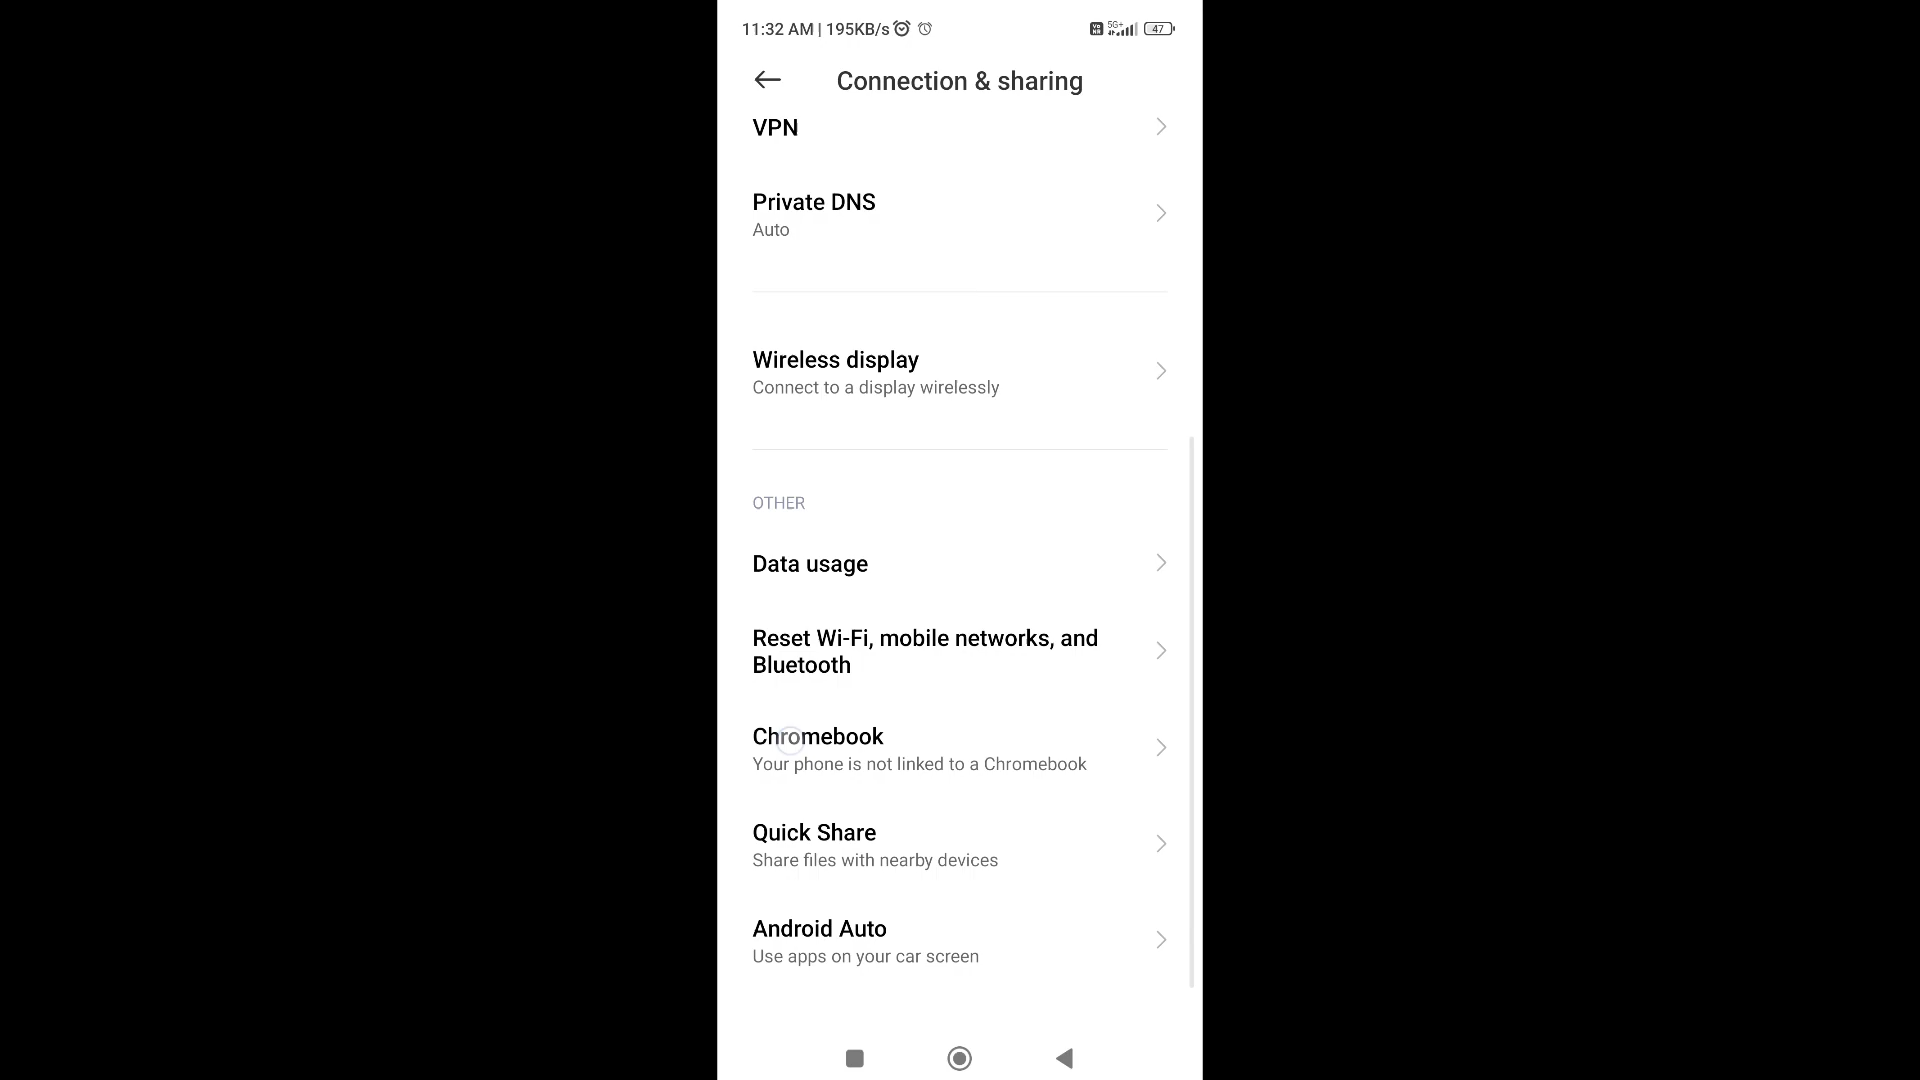 11:32 AM | 195KB/s 5G+ 47
Connection & sharing
VPN
Private DNS
Auto
Wireless display
Connect to a display wirelessly
OTHER
Data usage
Reset Wi-Fi, mobile networks, and
Bluetooth
Chromebook
Your phone is not linked to a Chromebook
Quick Share
Share files with nearby devices
Android Auto
Use apps on your car screen